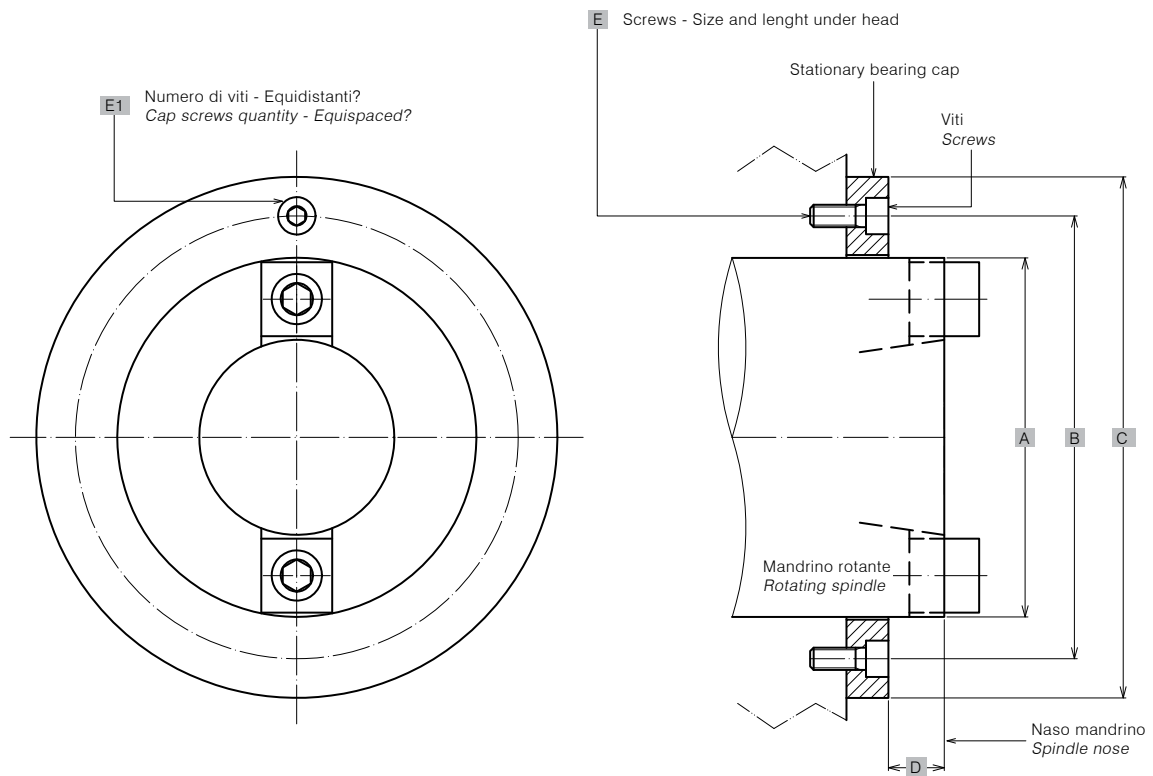 E Screws - Size and lenght under head
Stationary bearing cap
E1 Numero di viti - Equidistanti?
Cap screws quantity - Equispaced?
Viti
Screws
A
B
C
Mandrino rotante
Rotating spindle
Naso mandrino
Spindle nose
D